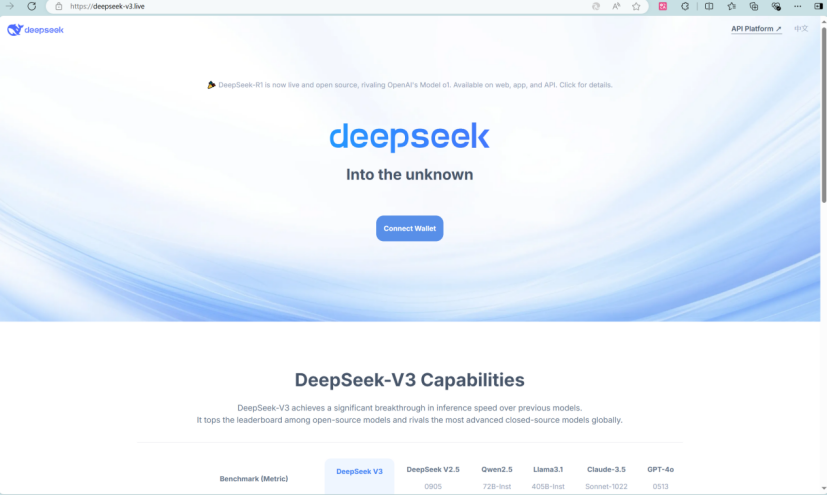 https://deepseek-v3.live
deepseek
API Platform ↗ 中文
🎉 DeepSeek-R1 is now live and open source, rivaling OpenAI's Model o1. Available on web, app, and API. Click for details.
deepseek
Into the unknown
Connect Wallet
DeepSeek-V3 Capabilities
DeepSeek-V3 achieves a significant breakthrough in inference speed over previous models.
It tops the leaderboard among open-source models and rivals the most advanced closed-source models globally.
Benchmark (Metric) DeepSeek V3 DeepSeek V2.5 Qwen2.5 Llama3.1 Claude-3.5 GPT-4o
0905 72B-Inst 405B-Inst Sonnet-1022 0513